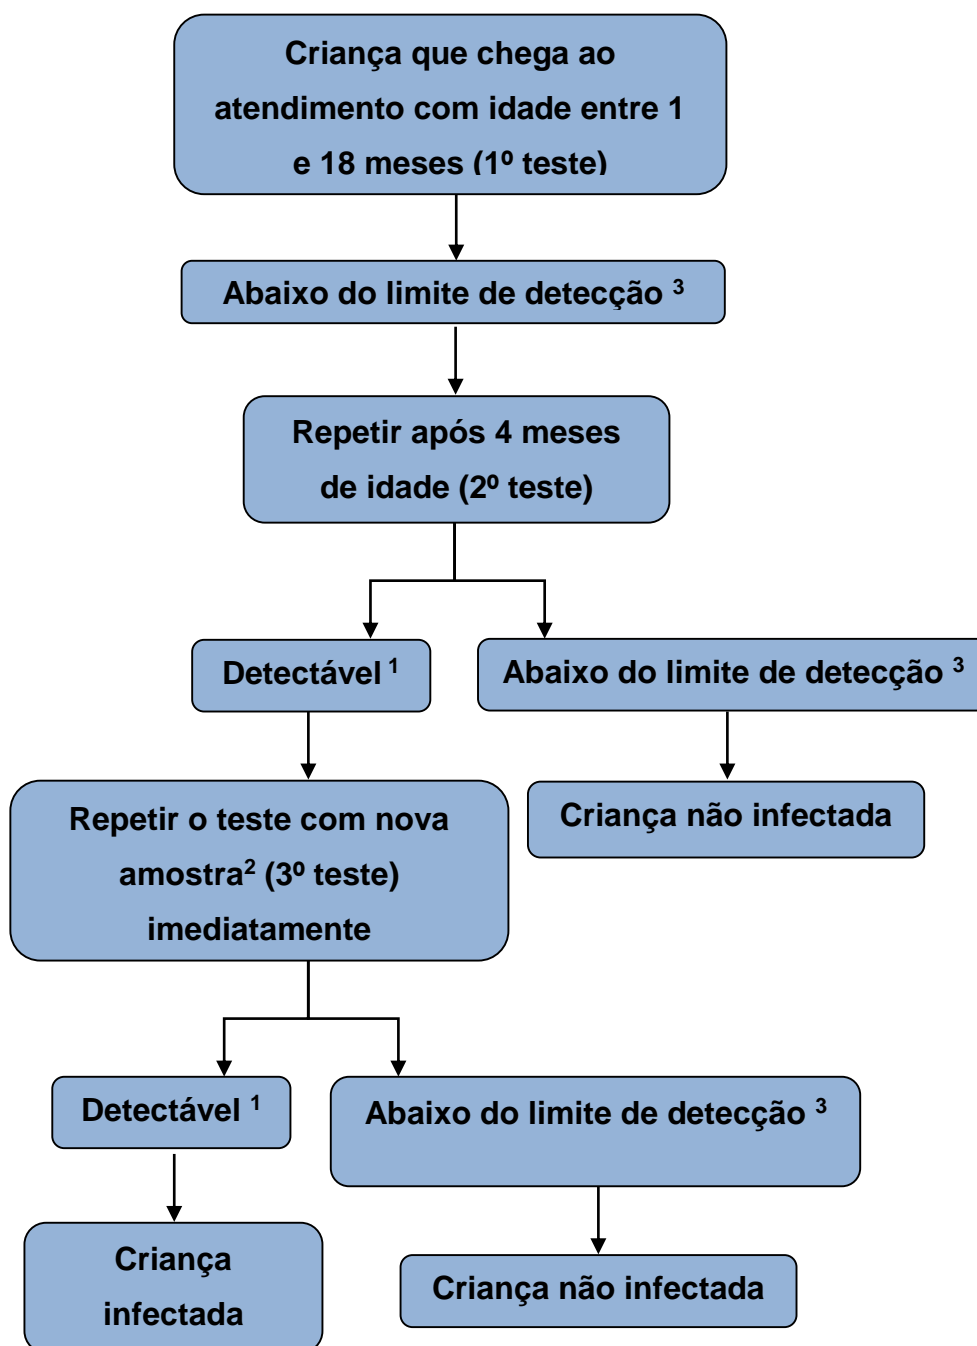 Criança que chega ao
atendimento com idade entre 1
e 18 meses (1º teste)
Abaixo do limite de detecção ³
Repetir após 4 meses
de idade (2º teste)
Detectável ¹
Abaixo do limite de detecção ³
Repetir o teste com nova
amostra² (3º teste)
imediatamente
Criança não infectada
Detectável ¹
Abaixo do limite de detecção ³
Criança
infectada
Criança não infectada